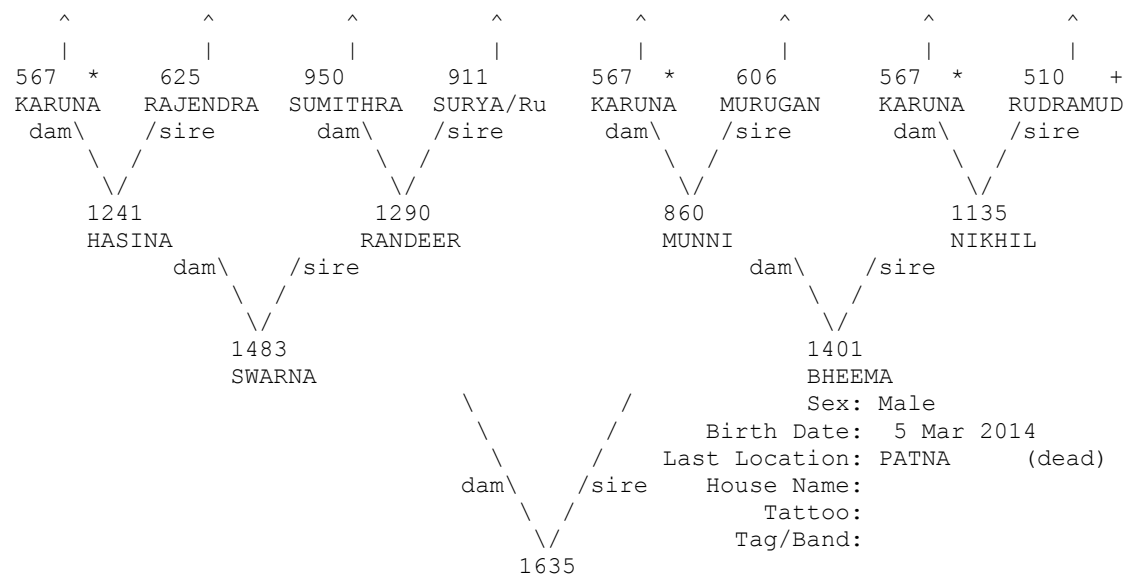 ^ ^ ^ ^ ^ ^ ^ ^
| | | | | | | |
567 * 625 950 911 567 * 606 567 * 510 +
KARUNA RAJENDRA SUMITHRA SURYA/Ru KARUNA MURUGAN KARUNA RUDRAMUD
dam\ /sire dam\ /sire dam\ /sire dam\ /sire
\ / \ / \ / \ /
\/ \/ \/ \/
1241 1290 860 1135
HASINA RANDEER MUNNI NIKHIL
dam\ /sire dam\ /sire
\ / \ /
\/ \/
1483 1401
SWARNA BHEEMA
\ / Sex: Male
\ / Birth Date: 5 Mar 2014
\ / Last Location: PATNA (dead)
dam\ /sire House Name:
\ / Tattoo:
\/ Tag/Band:
1635